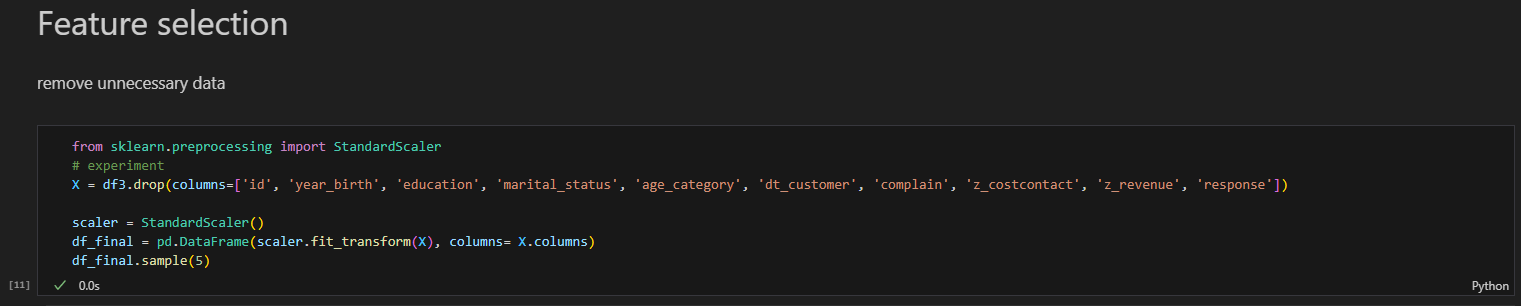 Feature selection
remove unnecessary data
from sklearn.preprocessing import StandardScaler
# experiment
X = df3.drop(columns=['id', 'year_birth', 'education', 'marital_status', 'age_category', 'dt_customer', 'complain', 'z_costcontact', 'z_revenue', 'response'])
scaler = StandardScaler()
df_final = pd.DataFrame(scaler.fit_transform(X), columns= X.columns)
df_final.sample(5)
[11] ✓ 0.0s Python